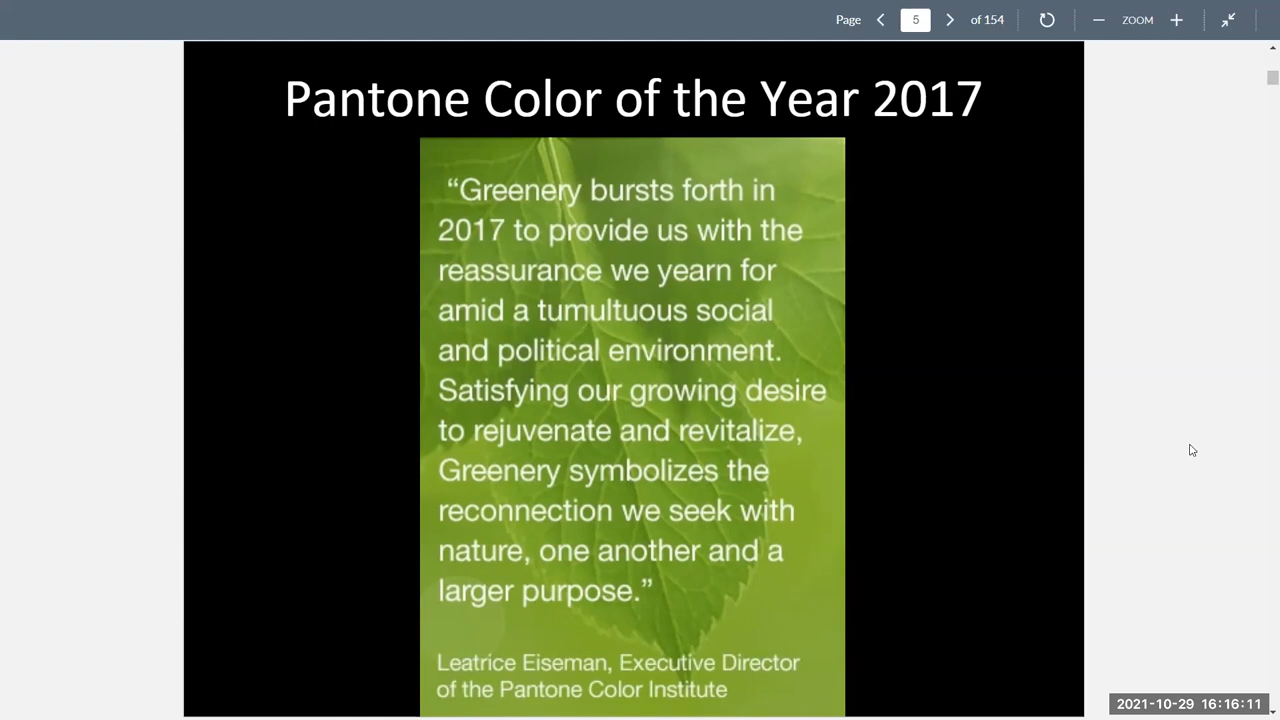 Page 5 of 154 ZOOM
Pantone Color of the Year 2017
“Greenery bursts forth in
2017 to provide us with the
reassurance we yearn for
amid a tumultuous social
and political environment.
Satisfying our growing desire
to rejuvenate and revitalize,
Greenery symbolizes the
reconnection we seek with
nature, one another and a
larger purpose.”
Leatrice Eiseman, Executive Director
of the Pantone Color Institute
2021-10-29 16:16:11